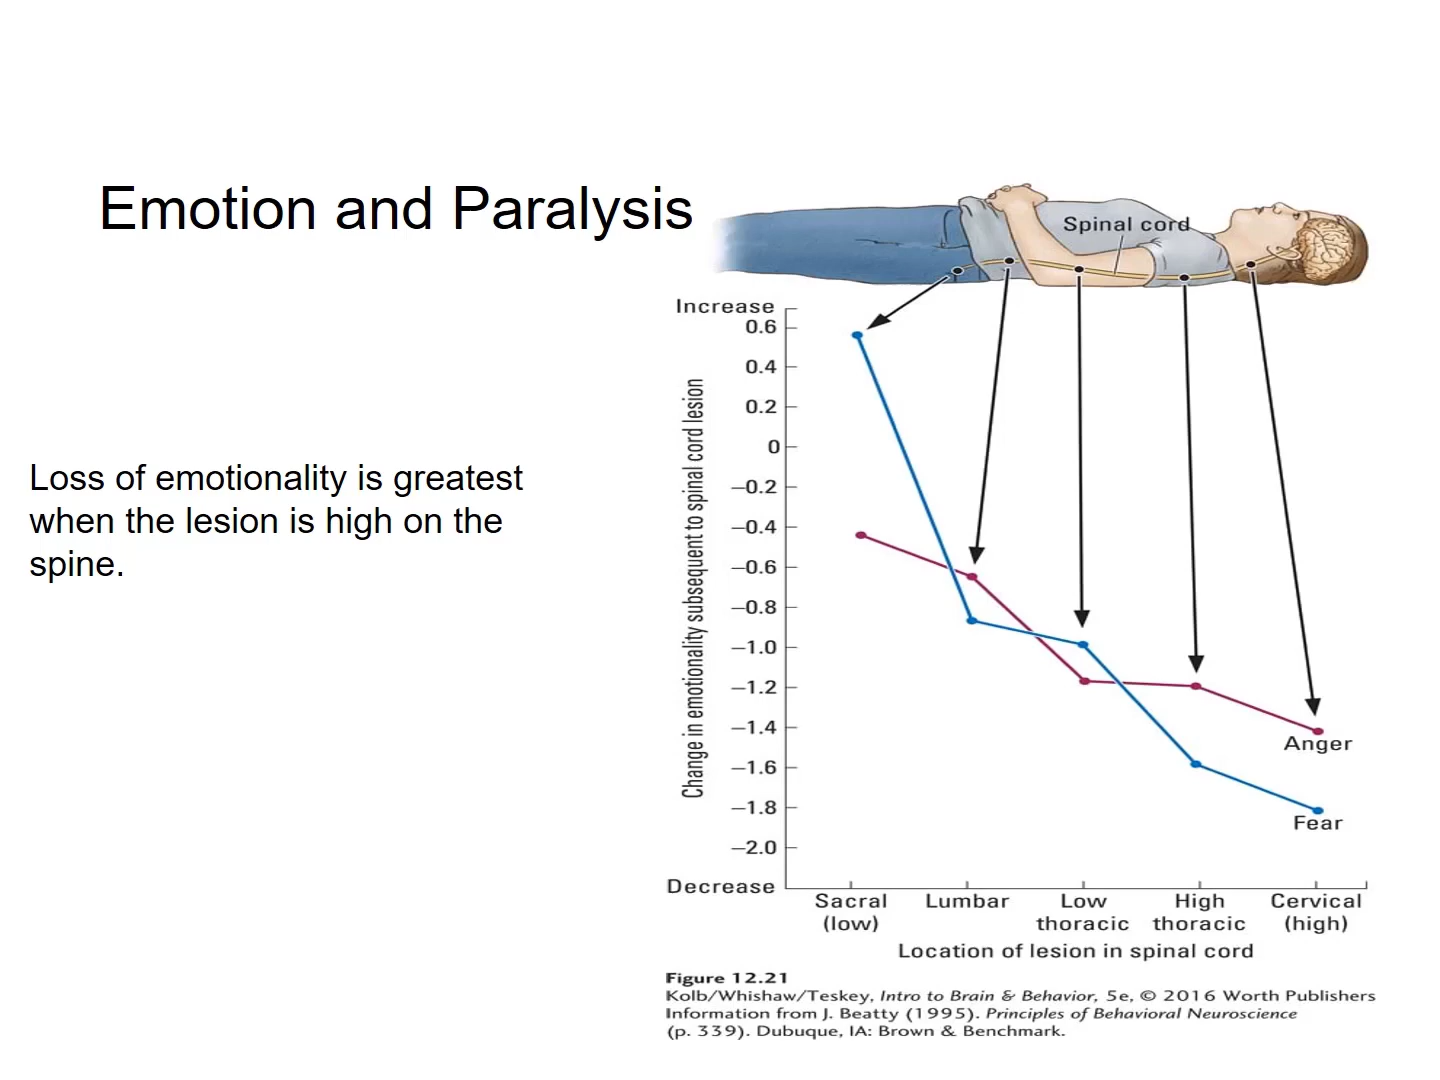 Emotion and Paralysis
Loss of emotionality is greatest
when the lesion is high on the
spine.
Spinal cord
Increase
0.6
0.4
0.2
0
–0.2
–0.4
–0.6
–0.8
–1.0
–1.2
–1.4
–1.6
–1.8
–2.0
Decrease
Change in emotionality subsequent to spinal cord lesion
Anger
Fear
Sacral
(low)
Lumbar
Low
thoracic
High
thoracic
Cervical
(high)
Location of lesion in spinal cord
Figure 12.21
Kolb/Whishaw/Teskey, Intro to Brain & Behavior, 5e, © 2016 Worth Publishers
Information from J. Beatty (1995). Principles of Behavioral Neuroscience
(p. 339). Dubuque, IA: Brown & Benchmark.